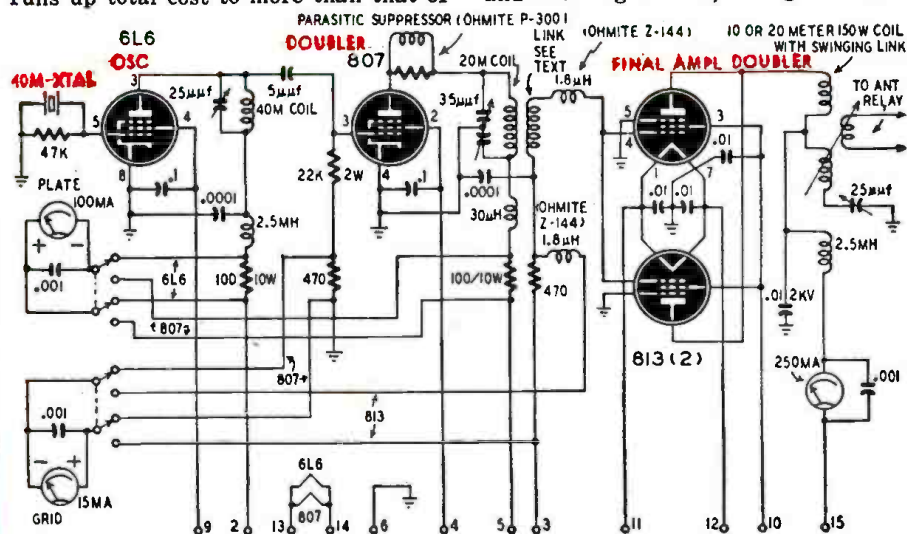 runs up total cost to more than that of
PARASITIC SUPPRESSOR (OHMITE P-300)
6L6
OSC
DOUBLER
807
LINK
SEE
TEXT
(OHMITE Z-144)
10 OR 20 METER 150W COIL
WITH SWINGING LINK
40M-XTAL
3
25µµf
5µµf
20M COIL
1.8µH
FINAL AMPL DOUBLER
TO ANT
RELAY
5
4
40M COIL
3
2
35µµf
5
4
3
.01
47K
8
.1
22K
2W
4
.1
.0001
1
7
.01
.01
25µµf
PLATE
100MA
.0001
2.5MH
30µH
(OHMITE
Z-144)
1.8µH
2.5MH
+
-
.001
6L6
100
10W
470
100/10W
470
.01 2KV
807
813(2)
807
250MA
.001
.001
813
-
+
15MA
GRID
6L6
807
9
2
13
14
6
4
5
3
11
12
10
15